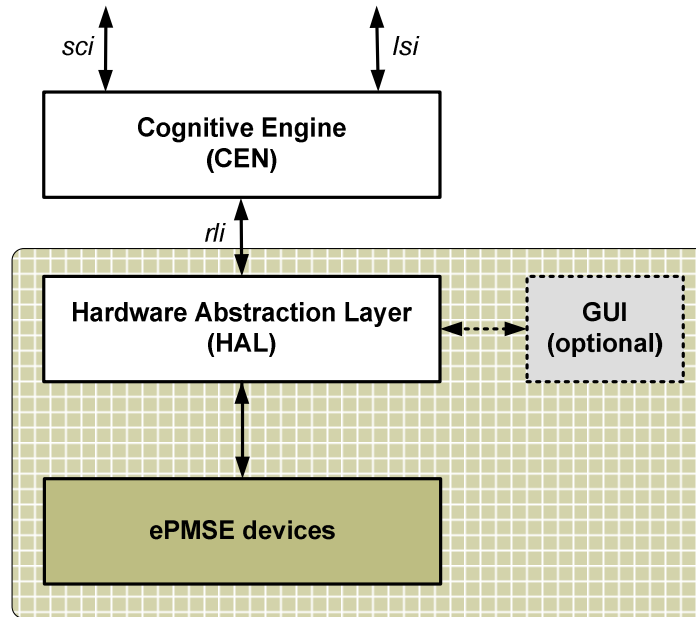 sci
lsi
Cognitive Engine
(CEN)
rli
Hardware Abstraction Layer
(HAL)
GUI
(optional)
ePMSE devices